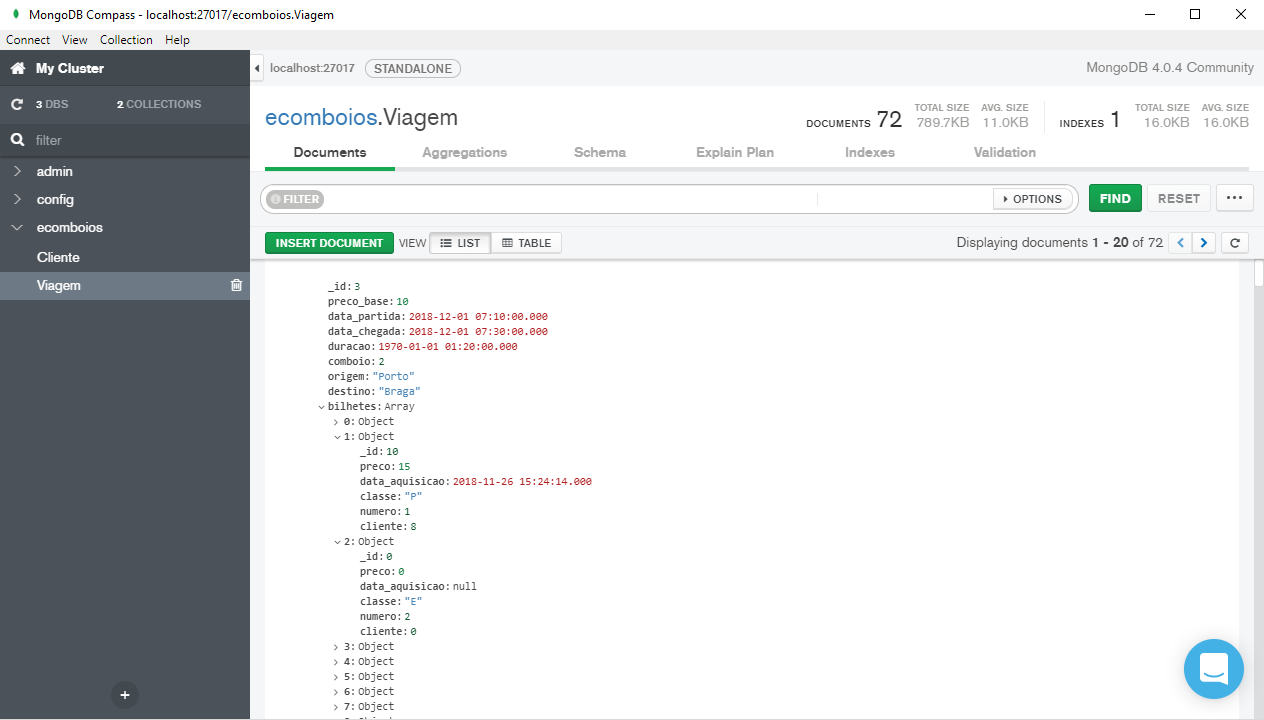 MongoDB Compass - localhost:27017/ecomboios.Viagem
Connect View Collection Help
My Cluster
3 DBS 2 COLLECTIONS
filter
admin
config
ecomboios
Cliente
Viagem
localhost:27017 STANDALONE MongoDB 4.0.4 Community
ecomboios.Viagem
DOCUMENTS 72 TOTAL SIZE 789.7KB AVG. SIZE 11.0KB INDEXES 1 TOTAL SIZE 16.0KB AVG. SIZE 16.0KB
Documents Aggregations Schema Explain Plan Indexes Validation
FILTER OPTIONS FIND RESET ...
INSERT DOCUMENT VIEW LIST TABLE Displaying documents 1 - 20 of 72
_id: 3
preco_base: 10
data_partida: 2018-12-01 07:10:00.000
data_chegada: 2018-12-01 07:30:00.000
duracao: 1970-01-01 01:20:00.000
comboio: 2
origem: "Porto"
destino: "Braga"
bilhetes: Array
0: Object
1: Object
_id: 10
preco: 15
data_aquisicao: 2018-11-26 15:24:14.000
classe: "P"
numero: 1
cliente: 8
2: Object
_id: 0
preco: 0
data_aquisicao: null
classe: "E"
numero: 2
cliente: 0
3: Object
4: Object
5: Object
6: Object
7: Object